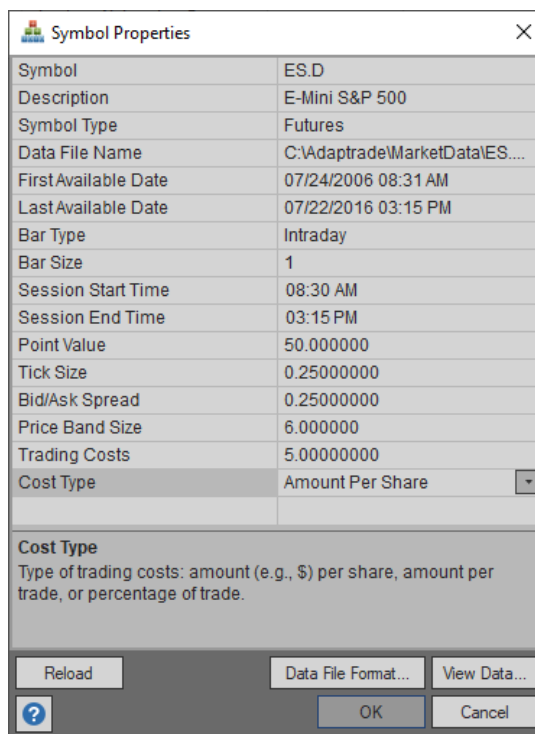 Symbol Properties
Symbol ES.D
Description E-Mini S&P 500
Symbol Type Futures
Data File Name C:\Adaptrade\MarketData\ES....
First Available Date 07/24/2006 08:31 AM
Last Available Date 07/22/2016 03:15 PM
Bar Type Intraday
Bar Size 1
Session Start Time 08:30 AM
Session End Time 03:15 PM
Point Value 50.000000
Tick Size 0.25000000
Bid/Ask Spread 0.25000000
Price Band Size 6.000000
Trading Costs 5.00000000
Cost Type Amount Per Share
Cost Type
Type of trading costs: amount (e.g., $) per share, amount per
trade, or percentage of trade.
Reload Data File Format... View Data...
? OK Cancel